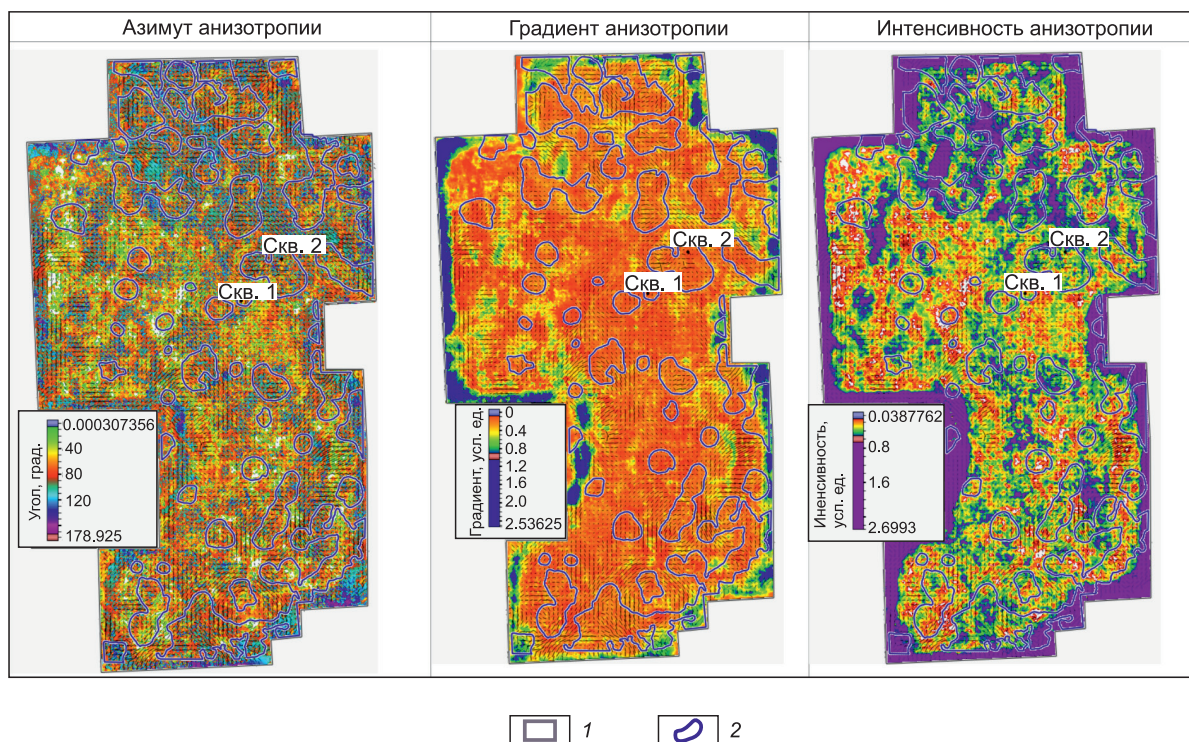 Азимут анизотропии
Градиент анизотропии
Интенсивность анизотропии
Скв. 2
Скв. 1
Скв. 2
Скв. 1
Скв. 2
Скв. 1
Угол, град.
0.000307356
40
80
120
178.925
Градиент, усл. ед.
0
0.4
0.8
1.2
1.6
2.0
2.53625
Иненсивность,
усл. ед.
0.0387762
0.8
1.6
2.6993
1
2